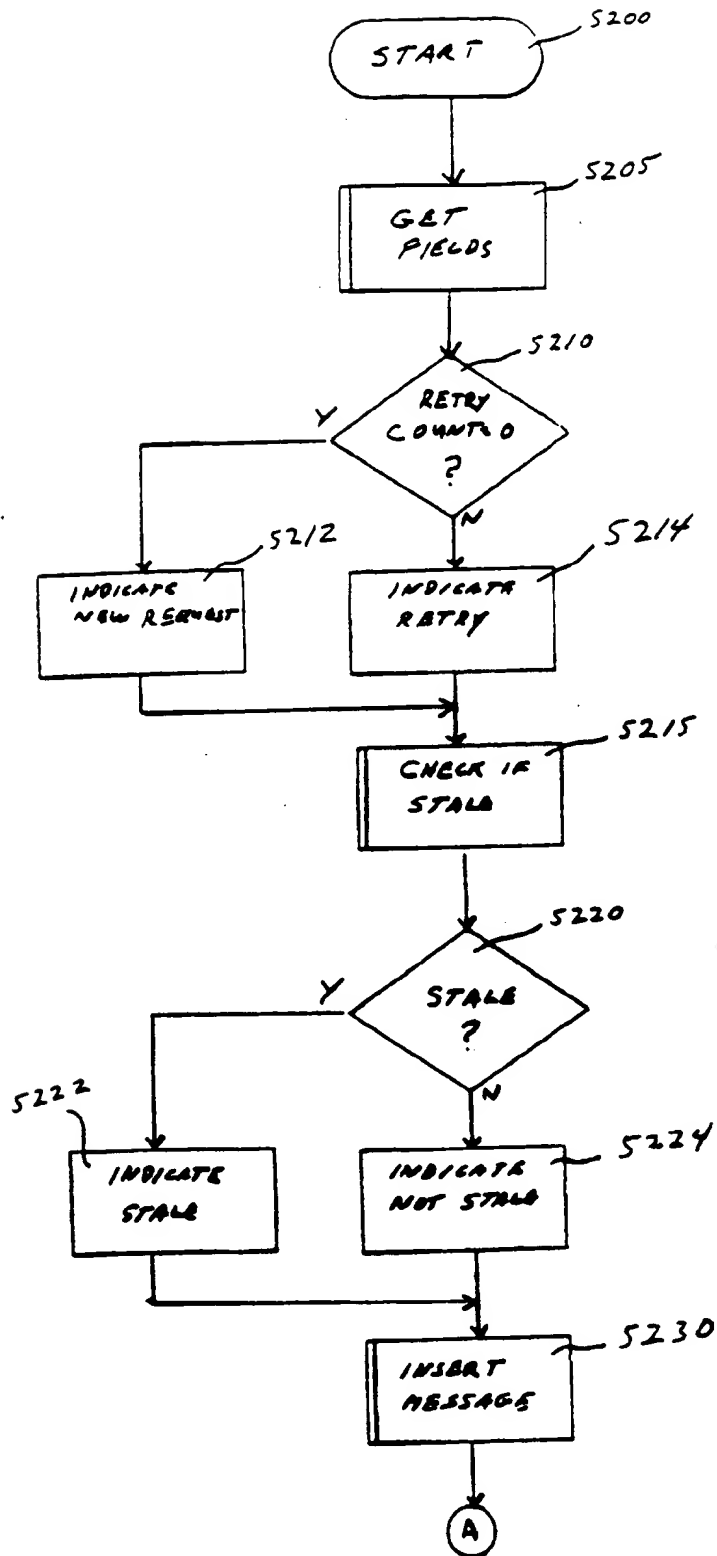 5200
START
5205
GET
FIELDS
5210
RETRY
COUNT=0
?
Y
N
5212
5214
INDICATE
NEW REQUEST
INDICATE
RETRY
5215
CHECK IF
STALE
5220
STALE
?
Y
N
5222
5224
INDICATE
STALE
INDICATE
NOT STALE
5230
INSERT
MESSAGE
A